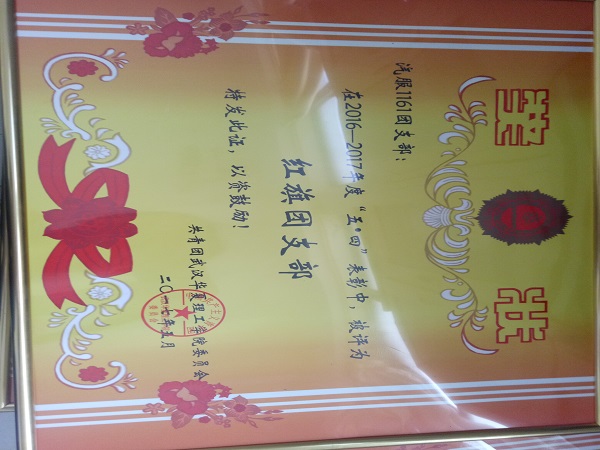 奖状
汽服1161团支部：
在2016—2017年度“五·四”表彰中，被评为
红旗团支部
特发此证，以资鼓励！
共青团武汉华夏理工学院委员会
二〇一七年五月